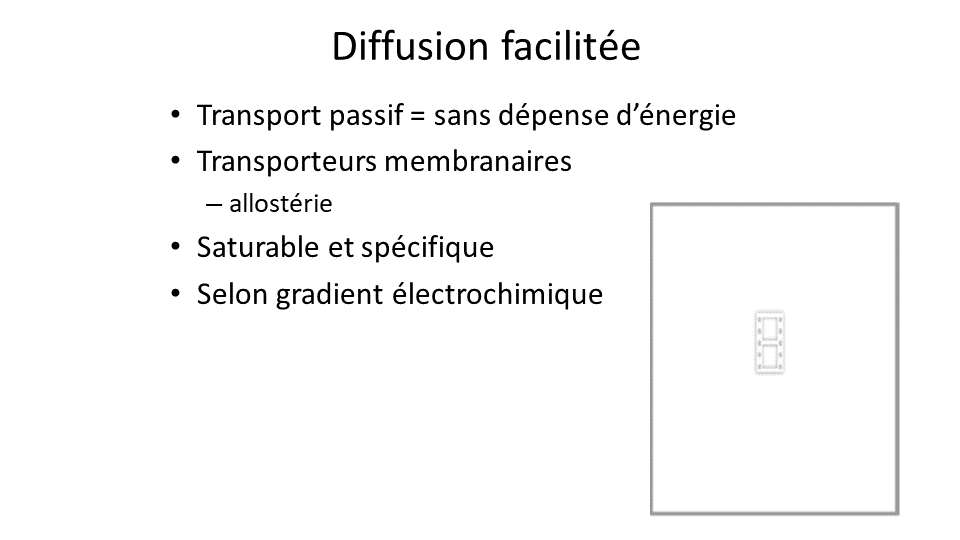 Diffusion facilitée
• Transport passif = sans dépense d’énergie
• Transporteurs membranaires
– allostérie
• Saturable et spécifique
• Selon gradient électrochimique